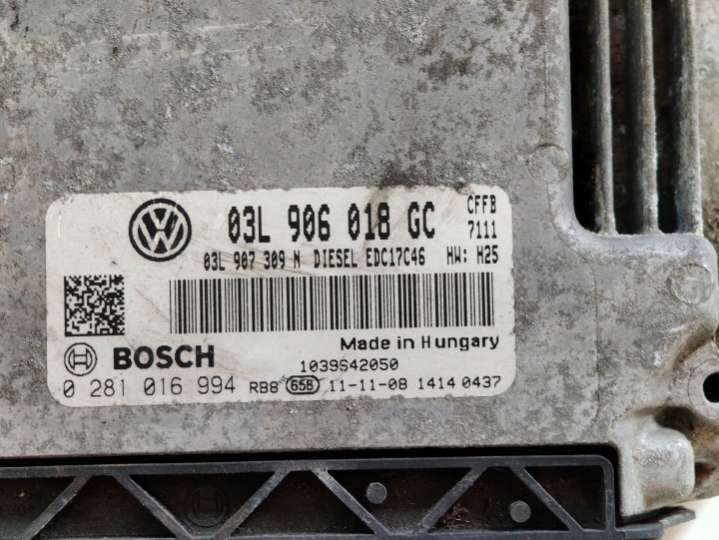 03L 906 018 GC
CFFB
7111
03L 907 309 N DIESEL EDC17C46 HW: H25
Made in Hungary
BOSCH
1039S42050
0 281 016 994 RB8 658 11-11-08 1414 0437